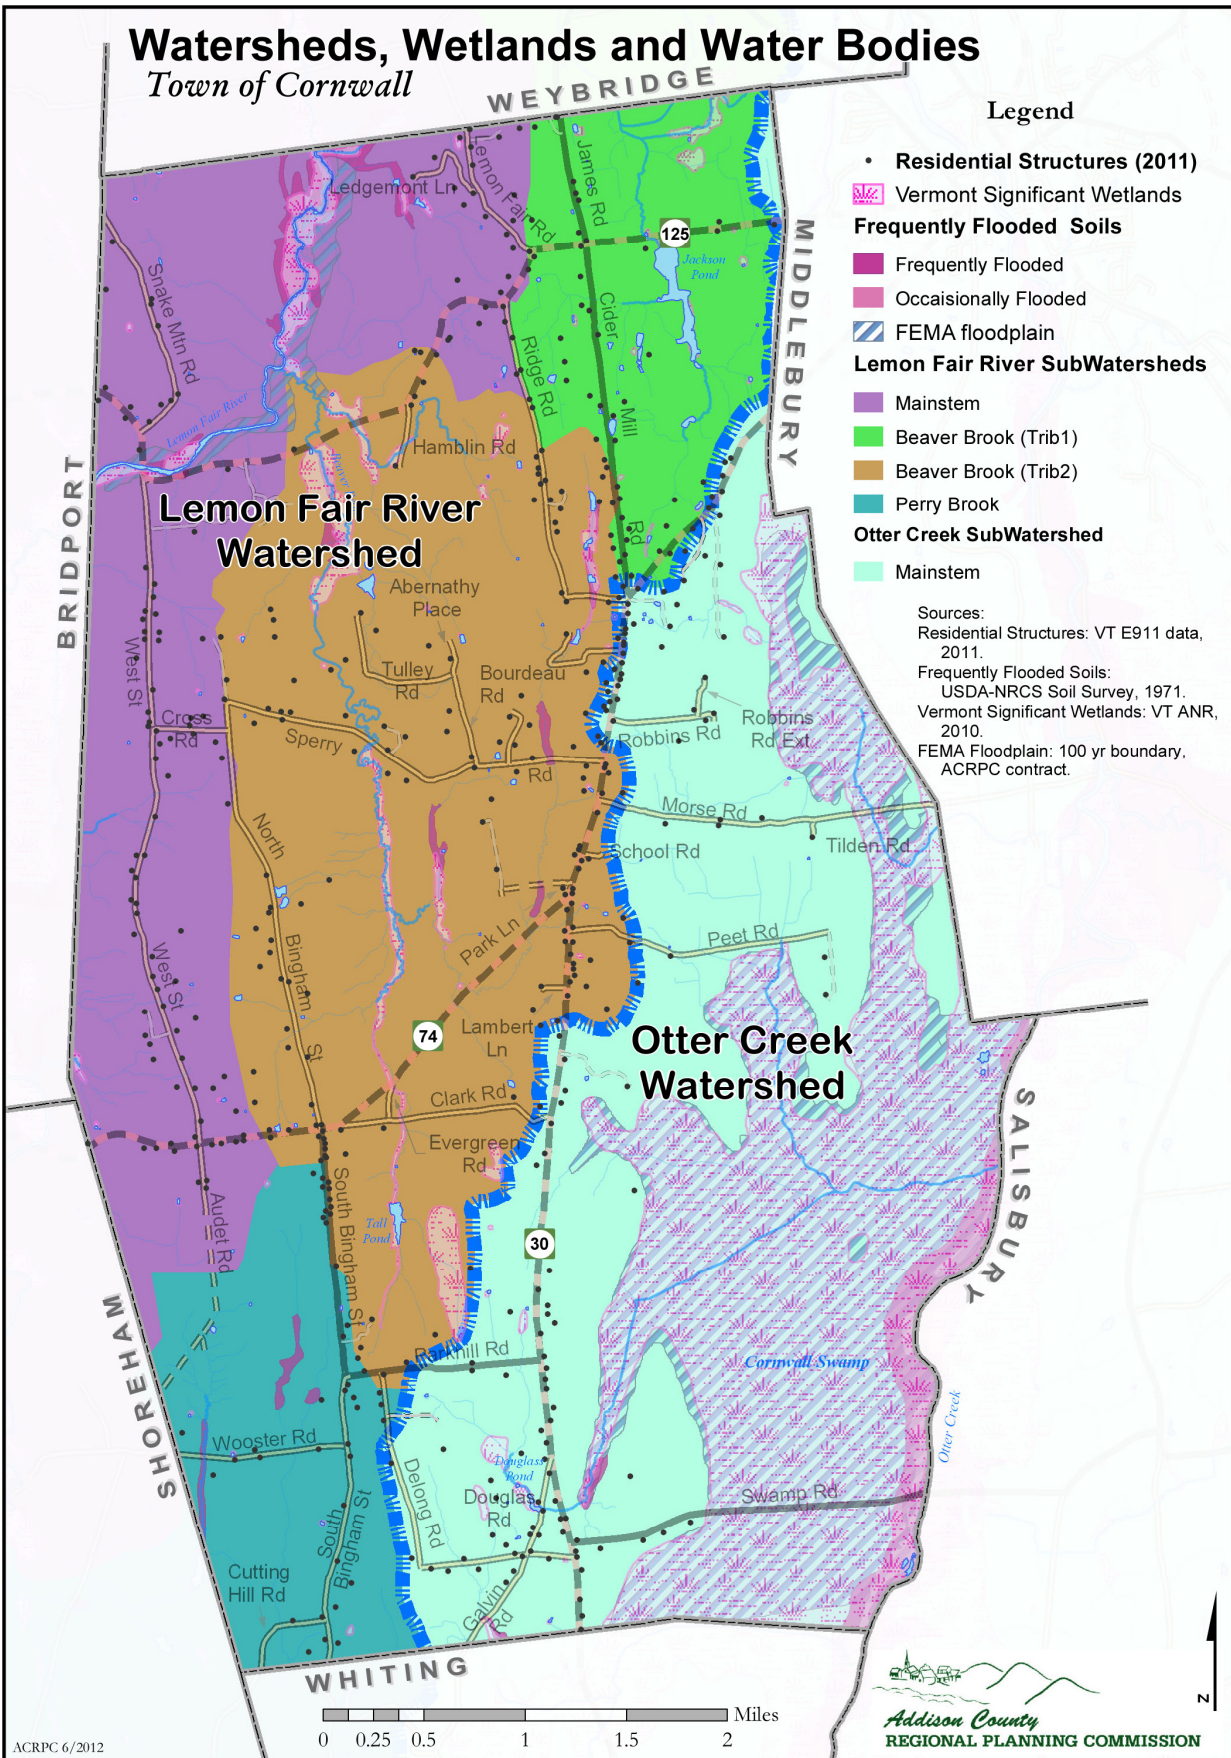 Watersheds, Wetlands and Water Bodies
Town of Cornwall
WEYBRIDGE
Legend
Residential Structures (2011)
Vermont Significant Wetlands
Frequently Flooded Soils
Frequently Flooded
Occaisionally Flooded
FEMA floodplain
Lemon Fair River SubWatersheds
Mainstem
Beaver Brook (Trib1)
Beaver Brook (Trib2)
Perry Brook
Otter Creek SubWatershed
Mainstem
Sources:
Residential Structures: VT E911 data,
2011.
Frequently Flooded Soils:
USDA-NRCS Soil Survey, 1971.
Vermont Significant Wetlands: VT ANR,
2010.
FEMA Floodplain: 100 yr boundary,
ACRPC contract.
Ledgemont Ln
Lemon Fair Rd
James Rd
125
Jackson
Pond
MIDDLEBURY
Snake Mtn Rd
Cider
Mill
Rd
Ridge Rd
Lemon Fair River
Hamblin Rd
Beaver
BRIDPORT
Lemon Fair River
Watershed
Abernathy
Place
West St
Tulley
Rd
Bourdeau
Rd
Cross
Rd
Sperry
Rd
Robbins Rd
Robbins
Rd Ext
Morse Rd
Tilden Rd
School Rd
North
Bingham
St
Park Ln
Peet Rd
West St
74
Lambert
Ln
Otter Creek
Watershed
Clark Rd
Evergreen
Rd
SALISBURY
Audet Rd
South Bingham St
Tall
Pond
30
SHOREHAM
Parkhill Rd
Cornwall Swamp
Otter Creek
Wooster Rd
Delong Rd
Douglass
Pond
Douglas
Rd
Swamp Rd
South
Bingham St
Cutting
Hill Rd
Galvin
Rd
WHITING
Miles
0 0.25 0.5 1 1.5 2
N
Addison County
REGIONAL PLANNING COMMISSION
ACRPC 6/2012